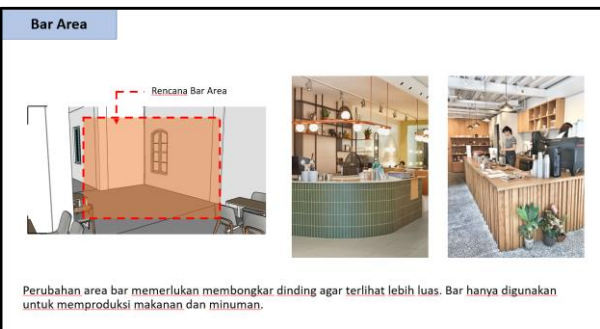 Bar Area
Rencana Bar Area
Perubahan area bar memerlukan membongkar dinding agar terlihat lebih luas. Bar hanya digunakan
untuk memproduksi makanan dan minuman.